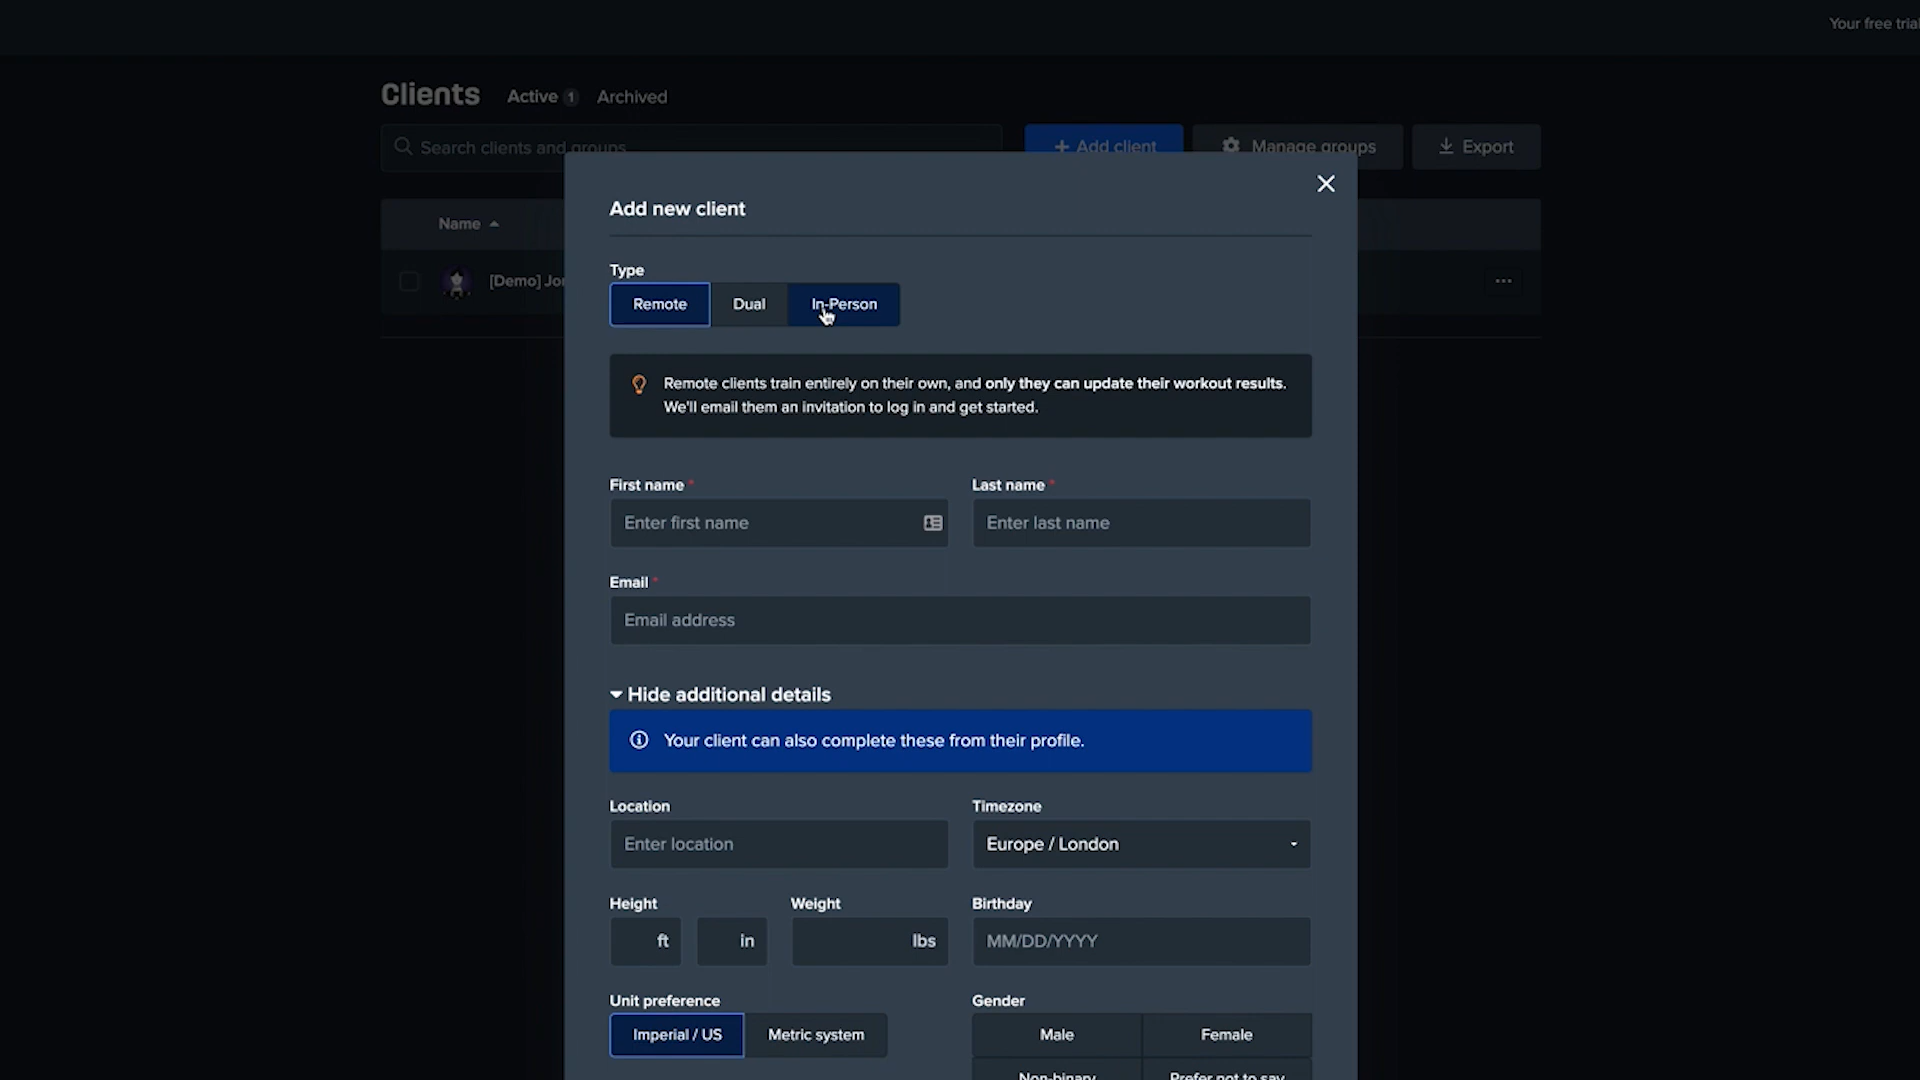 Your free trial
Clients Active 1 Archived
Search clients and groups
+ Add client
Manage groups
Export
Add new client
Name
[Demo] Jo
Type
Remote Dual In-Person
Remote clients train entirely on their own, and only they can update their workout results.
We'll email them an invitation to log in and get started.
First name * Last name *
Enter first name Enter last name
Email *
Email address
Hide additional details
Your client can also complete these from their profile.
Location Timezone
Enter location Europe / London
Height Weight Birthday
ft in lbs MM/DD/YYYY
Unit preference Gender
Imperial / US Metric system Male Female
Non-binary Prefer not to say